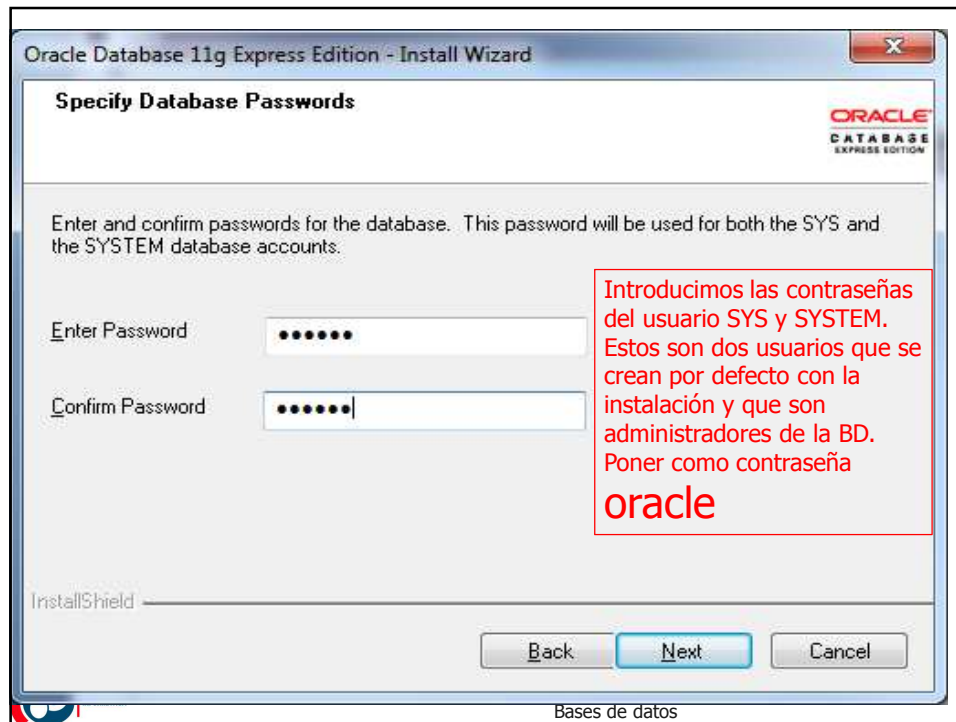 Oracle Database 11g Express Edition - Install Wizard
Specify Database Passwords
ORACLE
DATABASE
EXPRESS EDITION
Enter and confirm passwords for the database. This password will be used for both the SYS and
the SYSTEM database accounts.
Enter Password
Confirm Password
Introducimos las contraseñas
del usuario SYS y SYSTEM.
Estos son dos usuarios que se
crean por defecto con la
instalación y que son
administradores de la BD.
Poner como contraseña
oracle
InstallShield
Back
Next
Cancel
Bases de datos